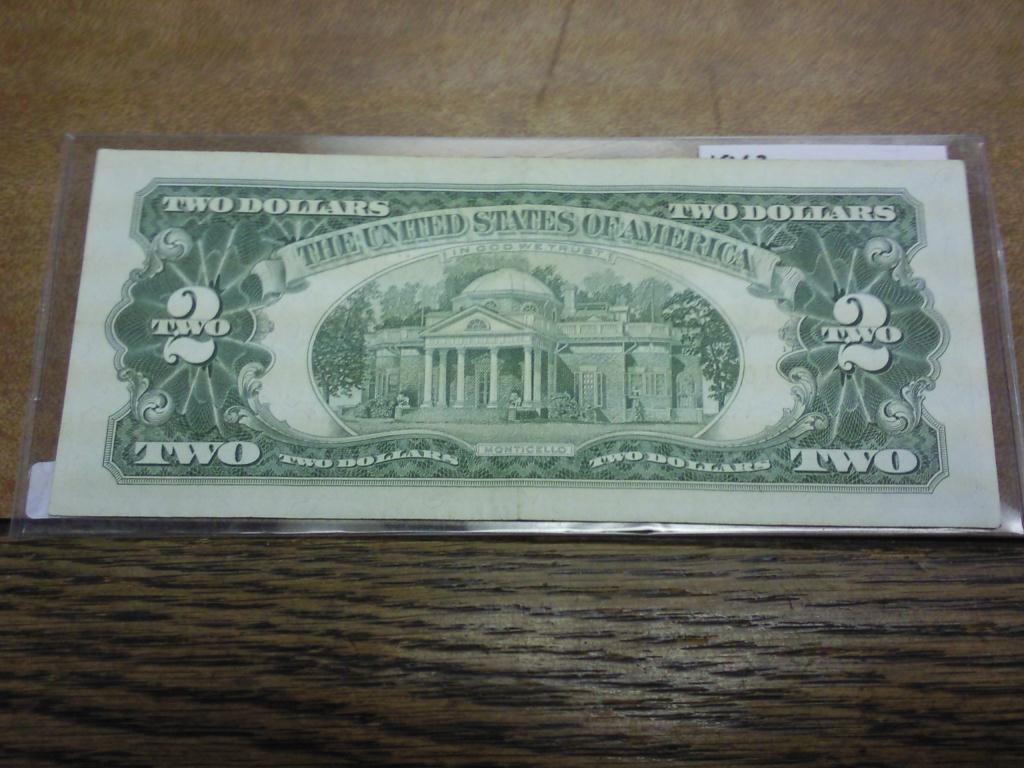 TWO DOLLARS TWO DOLLARS
THE UNITED STATES OF AMERICA
IN GOD WE TRUST
2 2
TWO TWO
MONTICELLO
TWO TWO DOLLARS TWO DOLLARS TWO